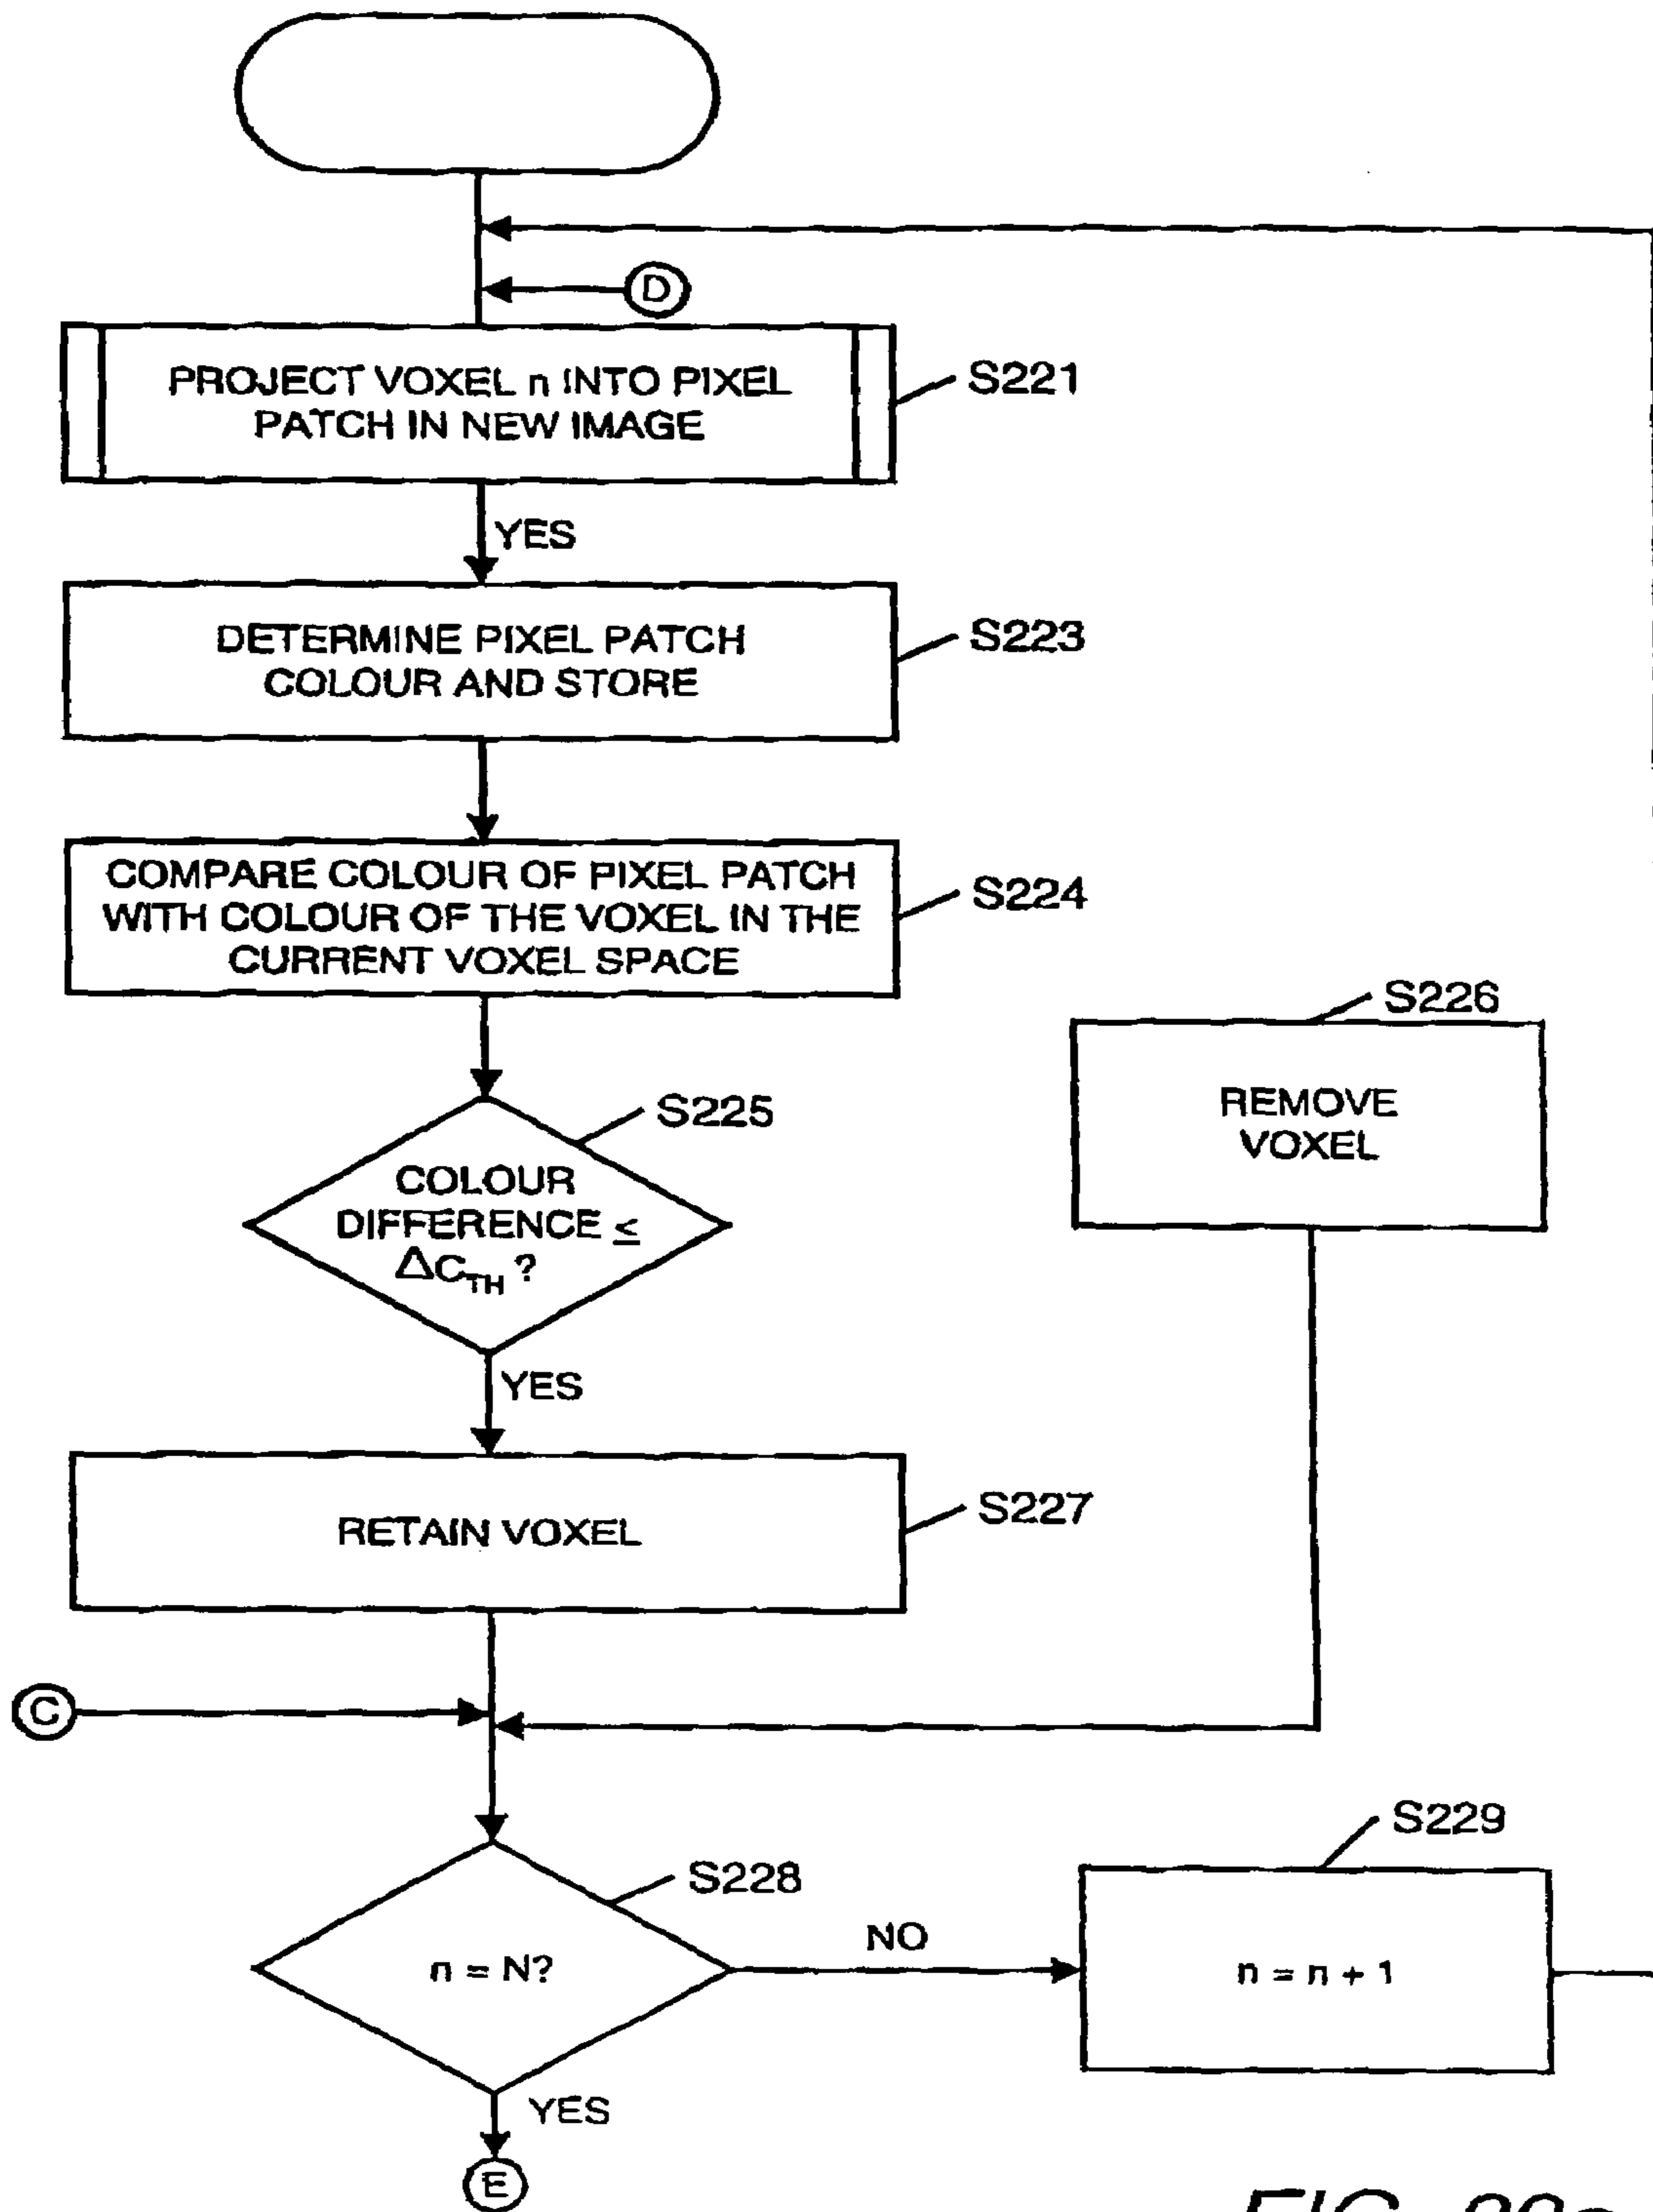 D
PROJECT VOXEL n INTO PIXEL
PATCH IN NEW IMAGE
S221
YES
DETERMINE PIXEL PATCH
COLOUR AND STORE
S223
COMPARE COLOUR OF PIXEL PATCH
WITH COLOUR OF THE VOXEL IN THE
CURRENT VOXEL SPACE
S224
S226
REMOVE
VOXEL
S225
COLOUR
DIFFERENCE ≤
ΔC_TH ?
YES
RETAIN VOXEL
S227
C
S229
S228
n = N?
NO
n = n + 1
YES
E
FIG.